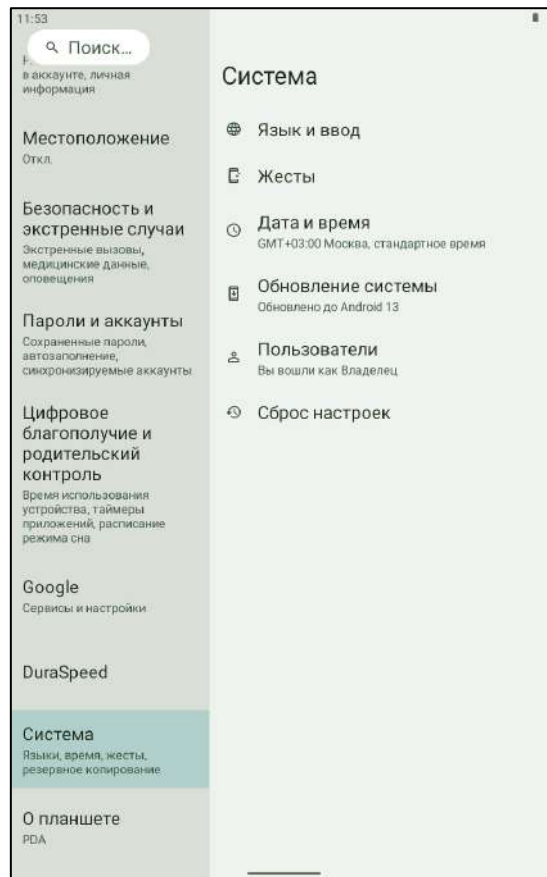 11:53
Поиск...
в аккаунте, личная
информация
Местоположение
Откл.
Безопасность и
экстренные случаи
Экстренные вызовы,
медицинские данные,
оповещения
Пароли и аккаунты
Сохраненные пароли,
автозаполнение,
синхронизируемые аккаунты
Цифровое
благополучие и
родительский
контроль
Время использования
устройства, таймеры
приложений, расписание
режима сна
Google
Сервисы и настройки
DuraSpeed
Система
Языки, время, жесты,
резервное копирование
О планшете
PDA
Система
Язык и ввод
Жесты
Дата и время
GMT+03:00 Москва, стандартное время
Обновление системы
Обновлено до Android 13
Пользователи
Вы вошли как Владелец
Сброс настроек